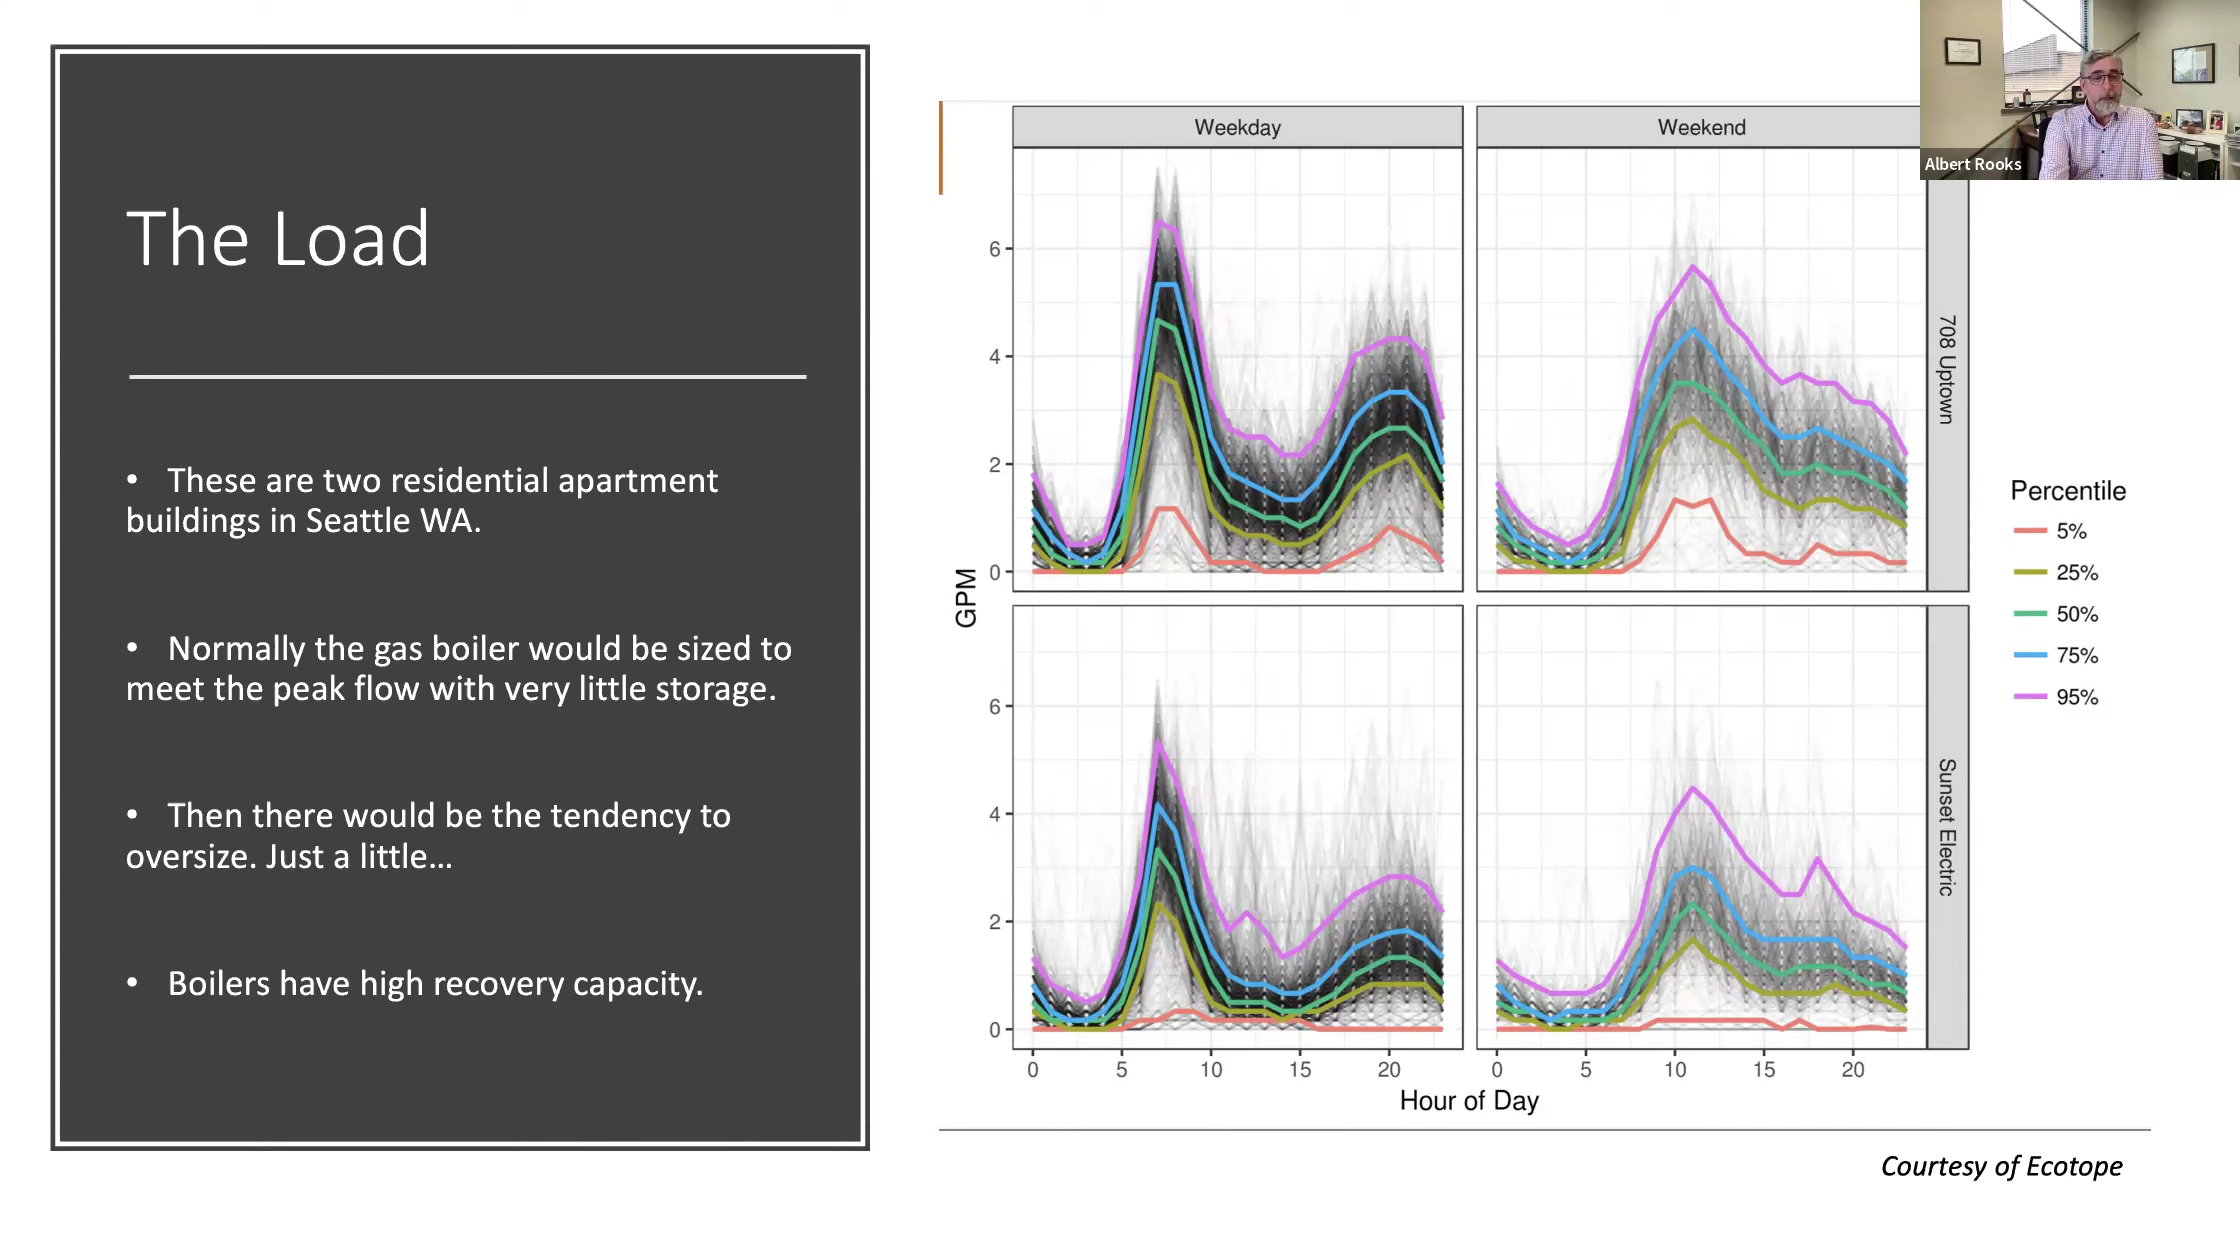 The Load
• These are two residential apartment
buildings in Seattle WA.
• Normally the gas boiler would be sized to
meet the peak flow with very little storage.
• Then there would be the tendency to
oversize. Just a little...
• Boilers have high recovery capacity.
Weekday
Weekend
708 Uptown
Sunset Electric
GPM
6
4
2
0
6
4
2
0
0 5 10 15 20
0 5 10 15 20
Hour of Day
Percentile
5%
25%
50%
75%
95%
Courtesy of Ecotope
Albert Rooks